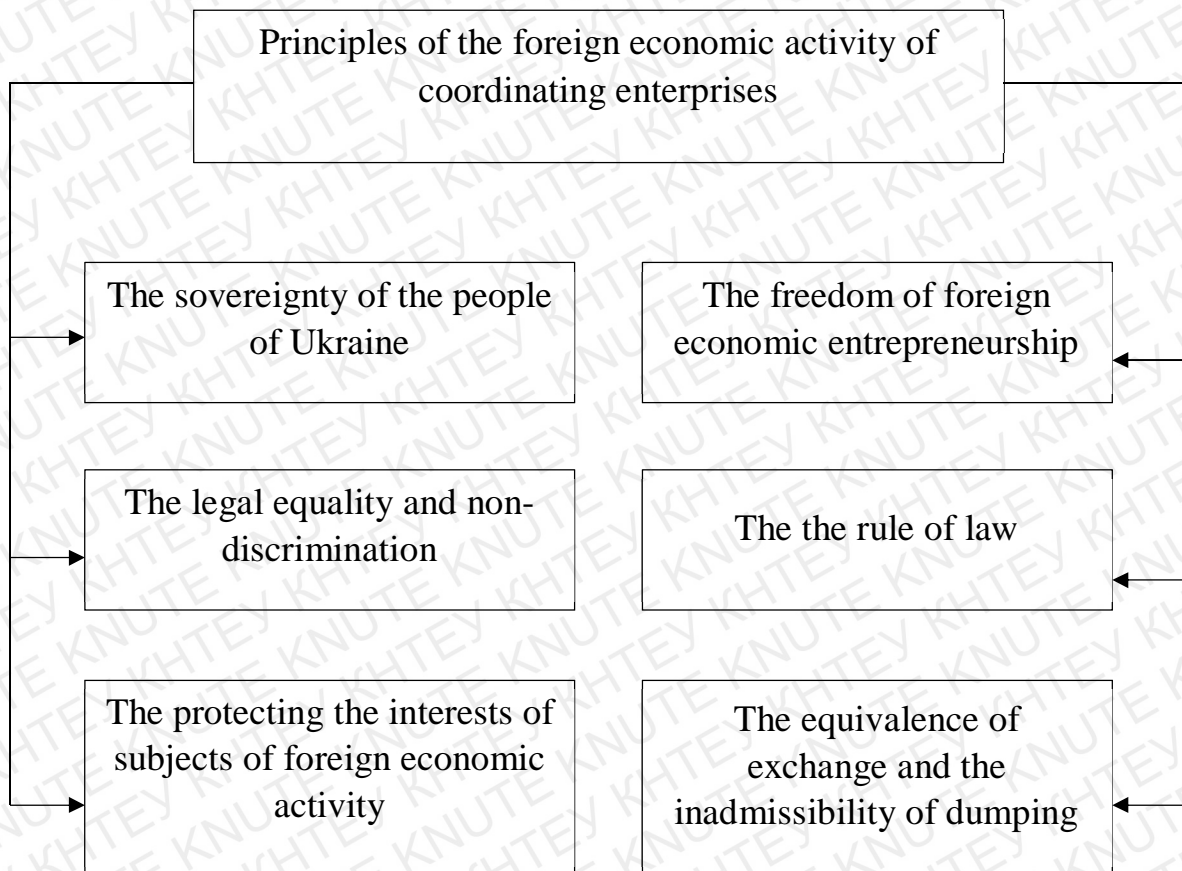 Principles of the foreign economic activity of
coordinating enterprises
The sovereignty of the people
of Ukraine
The freedom of foreign
economic entrepreneurship
The legal equality and non-
discrimination
The the rule of law
The protecting the interests of
subjects of foreign economic
activity
The equivalence of
exchange and the
inadmissibility of dumping